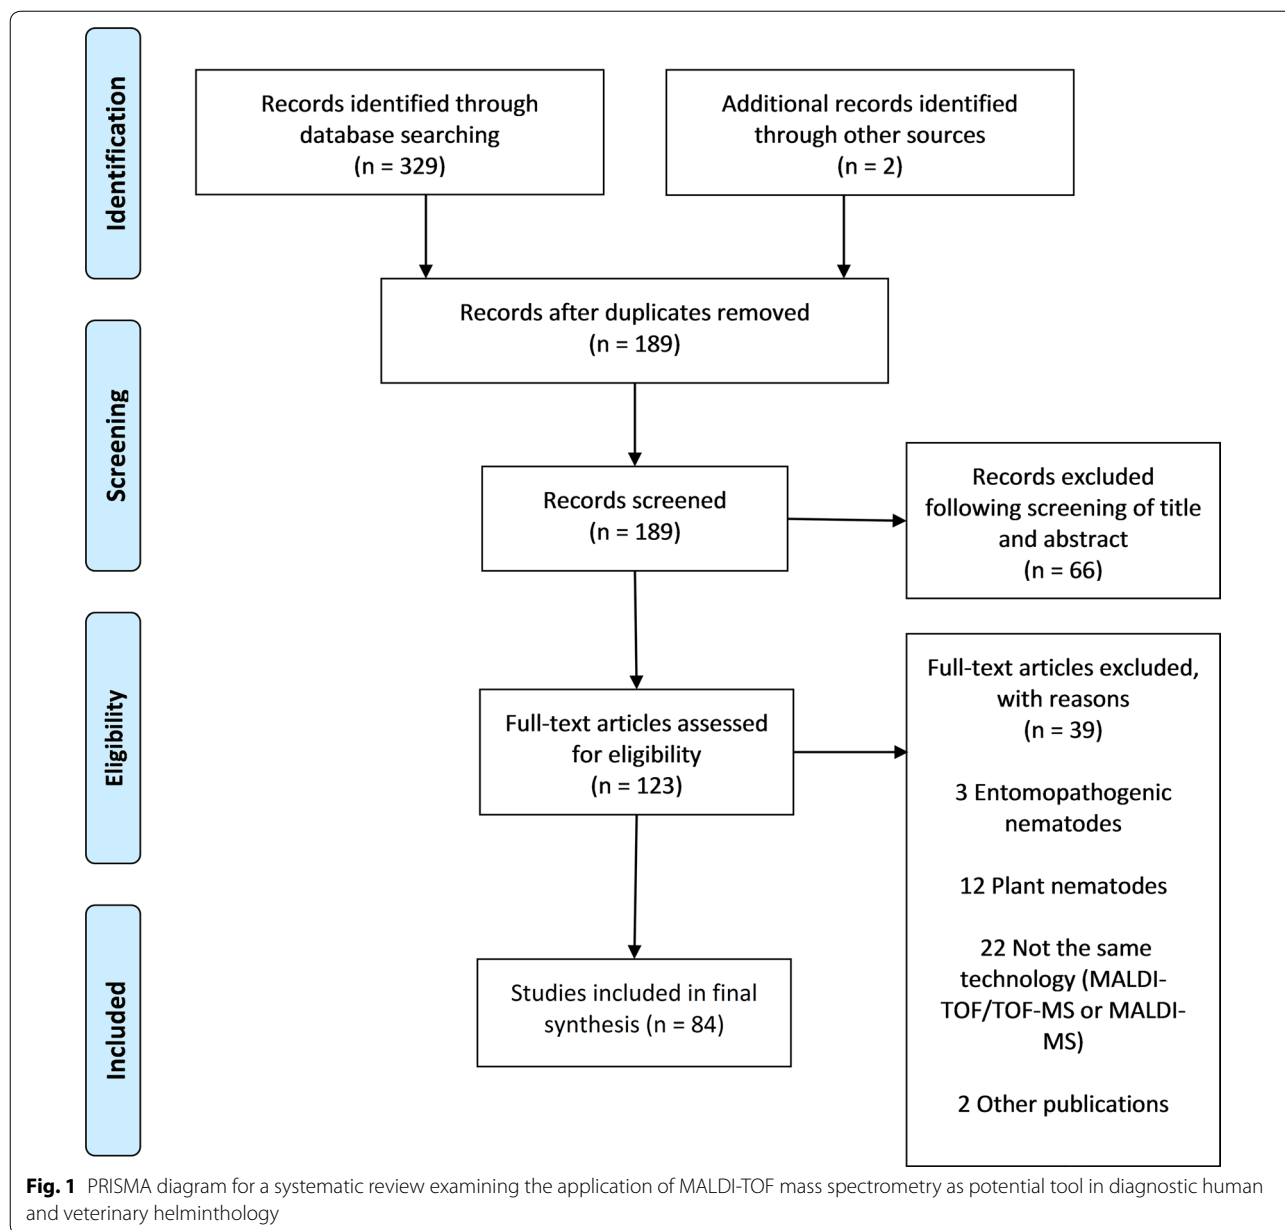 Identification
Records identified through
database searching
(n = 329)
Additional records identified
through other sources
(n = 2)
Records after duplicates removed
(n = 189)
Screening
Records screened
(n = 189)
Records excluded
following screening of title
and abstract
(n = 66)
Eligibility
Full-text articles assessed
for eligibility
(n = 123)
Full-text articles excluded,
with reasons
(n = 39)
3 Entomopathogenic
nematodes
12 Plant nematodes
22 Not the same
technology (MALDI-
TOF/TOF-MS or MALDI-
MS)
2 Other publications
Included
Studies included in final
synthesis (n = 84)
Fig. 1 PRISMA diagram for a systematic review examining the application of MALDI-TOF mass spectrometry as potential tool in diagnostic human
and veterinary helminthology